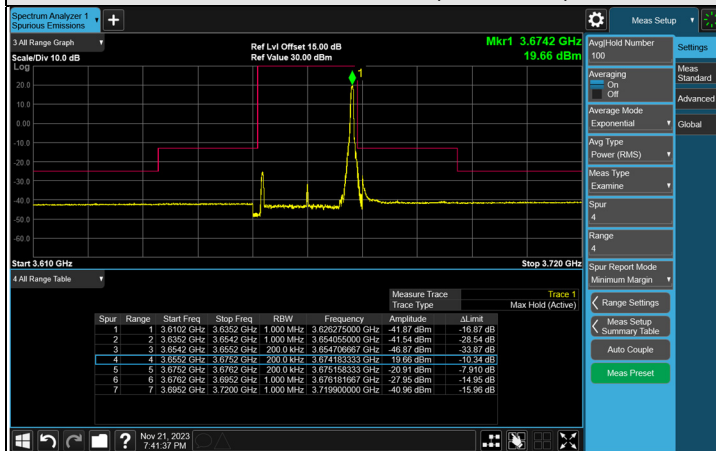 Spectrum Analyzer 1
Spurious Emissions
Meas Setup
3 All Range Graph
Scale/Div 10.0 dB
Ref Lvl Offset 15.00 dB
Ref Value 30.00 dBm
Mkr1 3.6742 GHz
19.66 dBm
Log
1
20.0
10.0
0.00
-10.0
-20.0
-30.0
-40.0
-50.0
-60.0
Start 3.610 GHz
Stop 3.720 GHz
4 All Range Table
Measure Trace Trace 1
Trace Type Max Hold (Active)
Spur Range Start Freq Stop Freq RBW Frequency Amplitude ΔLimit
1 1 3.6102 GHz 3.6352 GHz 1.000 MHz 3.626275000 GHz -41.87 dBm -16.87 dB
2 2 3.6352 GHz 3.6542 GHz 1.000 MHz 3.654055000 GHz -41.54 dBm -28.54 dB
3 3 3.6542 GHz 3.6552 GHz 200.0 kHz 3.654706667 GHz -46.87 dBm -33.87 dB
4 4 3.6552 GHz 3.6752 GHz 200.0 kHz 3.674183333 GHz 19.66 dBm -10.34 dB
5 5 3.6752 GHz 3.6762 GHz 200.0 kHz 3.675158333 GHz -20.91 dBm -7.910 dB
6 6 3.6762 GHz 3.6952 GHz 1.000 MHz 3.676181667 GHz -27.95 dBm -14.95 dB
7 7 3.6952 GHz 3.7200 GHz 1.000 MHz 3.719900000 GHz -40.96 dBm -15.96 dB
Avg|Hold Number
100
Averaging
On
Off
Average Mode
Exponential
Avg Type
Power (RMS)
Meas Type
Examine
Spur
4
Range
4
Spur Report Mode
Minimum Margin
Range Settings
Meas Setup
Summary Table
Auto Couple
Meas Preset
Settings
Meas
Standard
Advanced
Global
?
Nov 21, 2023
7:41:37 PM